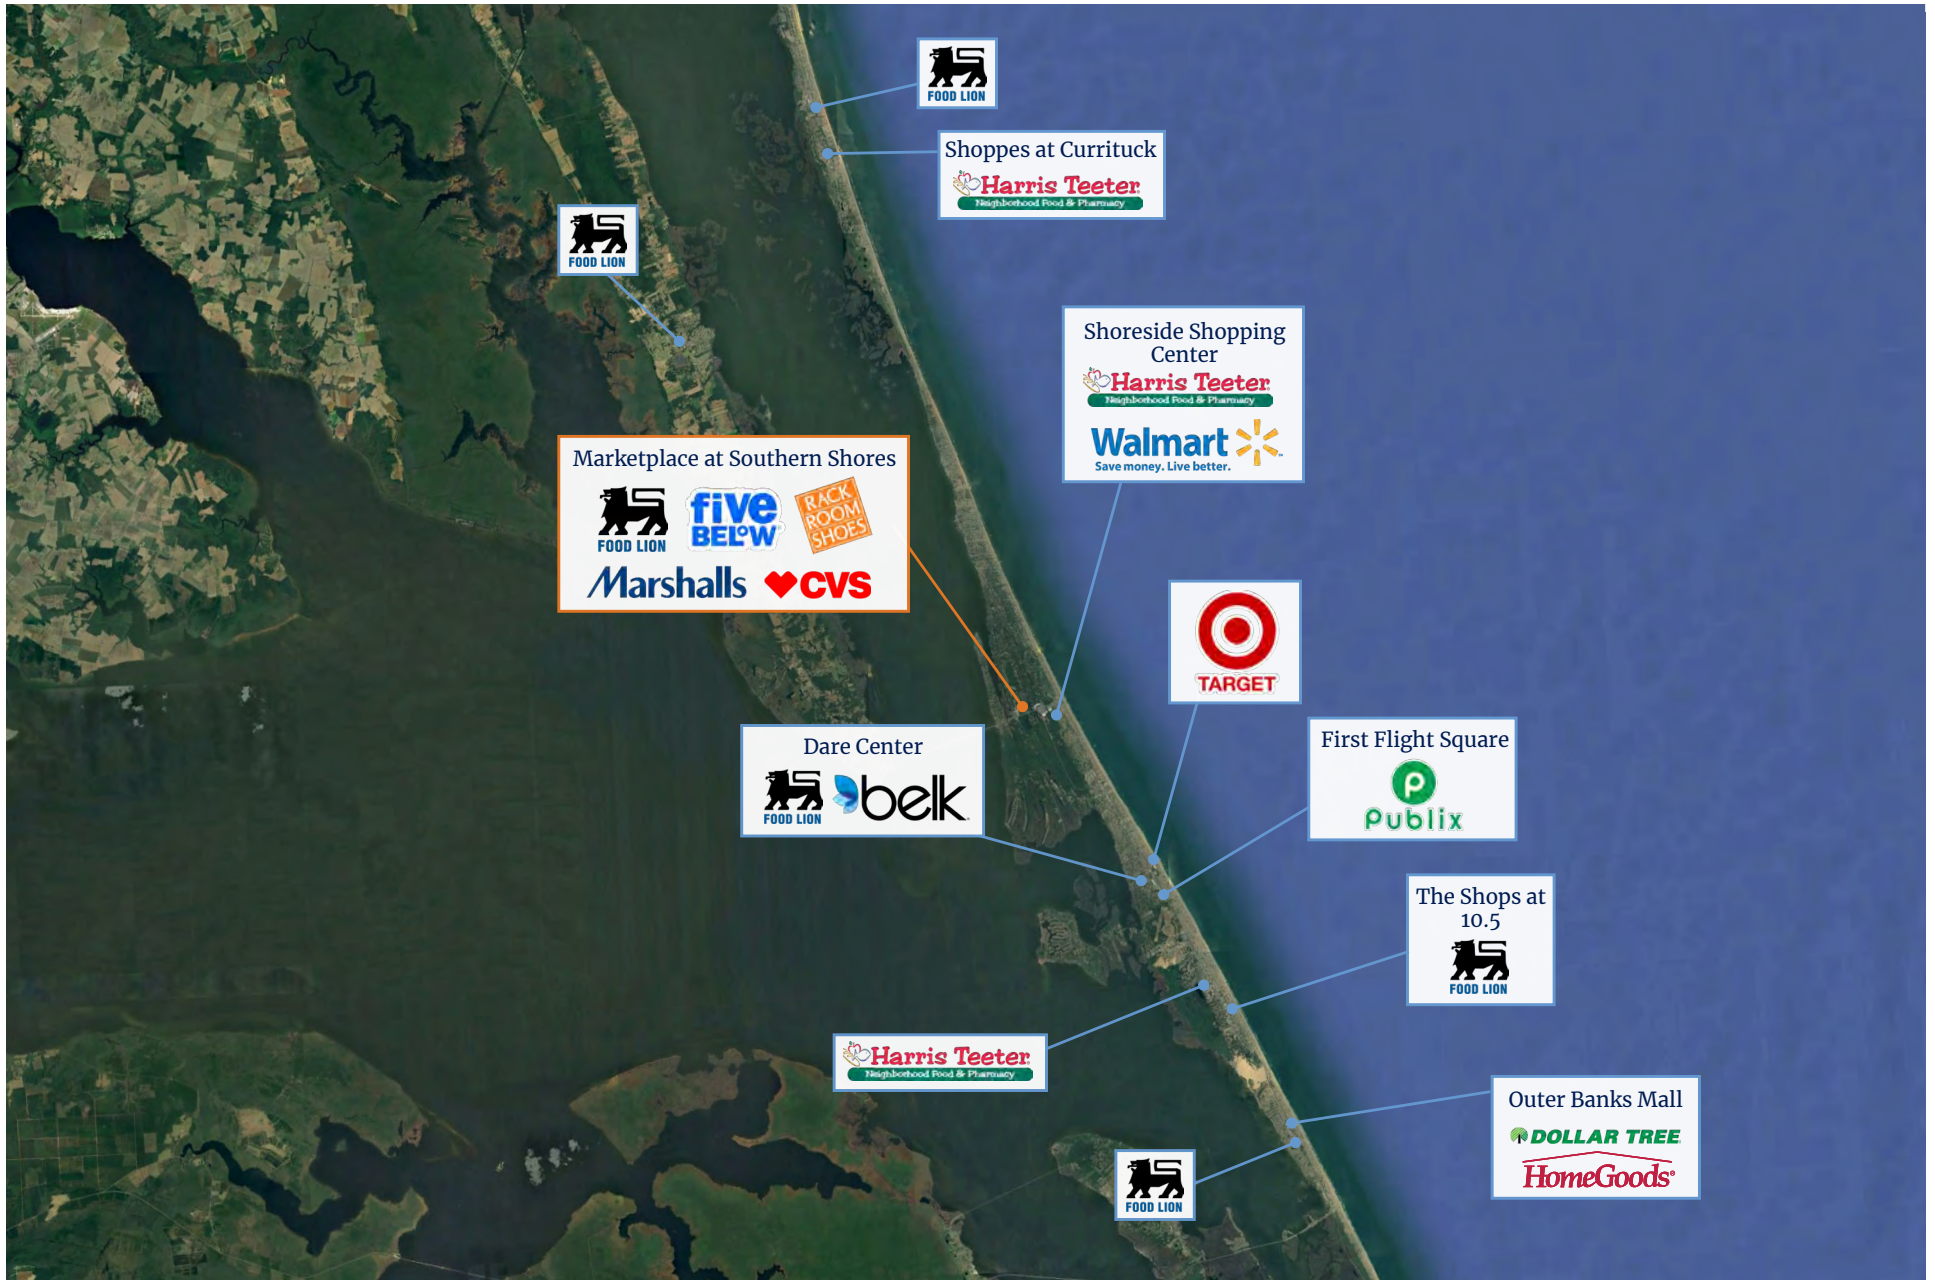 FOOD LION
Shoppes at Currituck
Harris Teeter
Neighborhood Food & Pharmacy
FOOD LION
Shoreside Shopping
Center
Harris Teeter
Neighborhood Food & Pharmacy
Walmart
Save money. Live better.
Marketplace at Southern Shores
FOOD LION
five
BELOW
RACK
ROOM
SHOES
Marshalls
CVS
TARGET
Dare Center
FOOD LION
belk
First Flight Square
P
Publix
The Shops at
10.5
FOOD LION
Harris Teeter
Neighborhood Food & Pharmacy
Outer Banks Mall
DOLLAR TREE
HomeGoods
FOOD LION